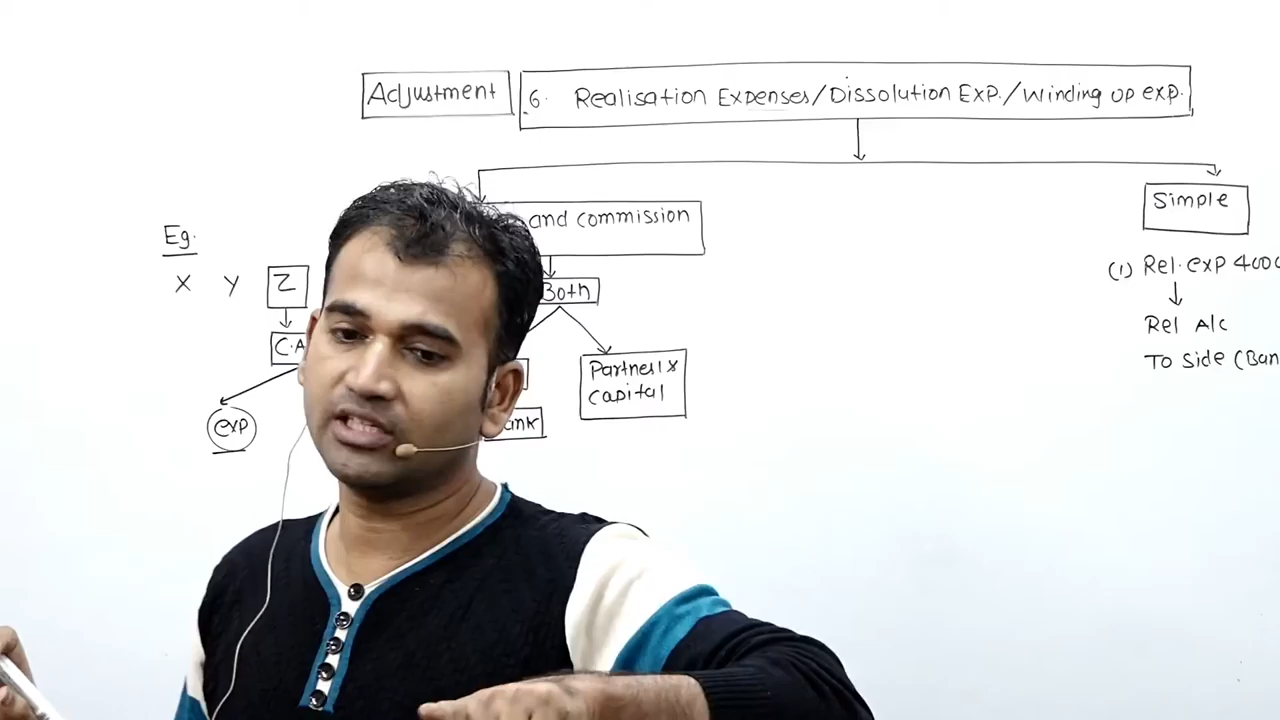 Adjustment
6. Realisation Expenses/Dissolution Exp./Winding up exp.
and commission
Simple
Eg.
X Y Z
Both
(1) Rel. exp 400
C.A
Rel A/c
Partner's
capital
To Side (Ban
exp